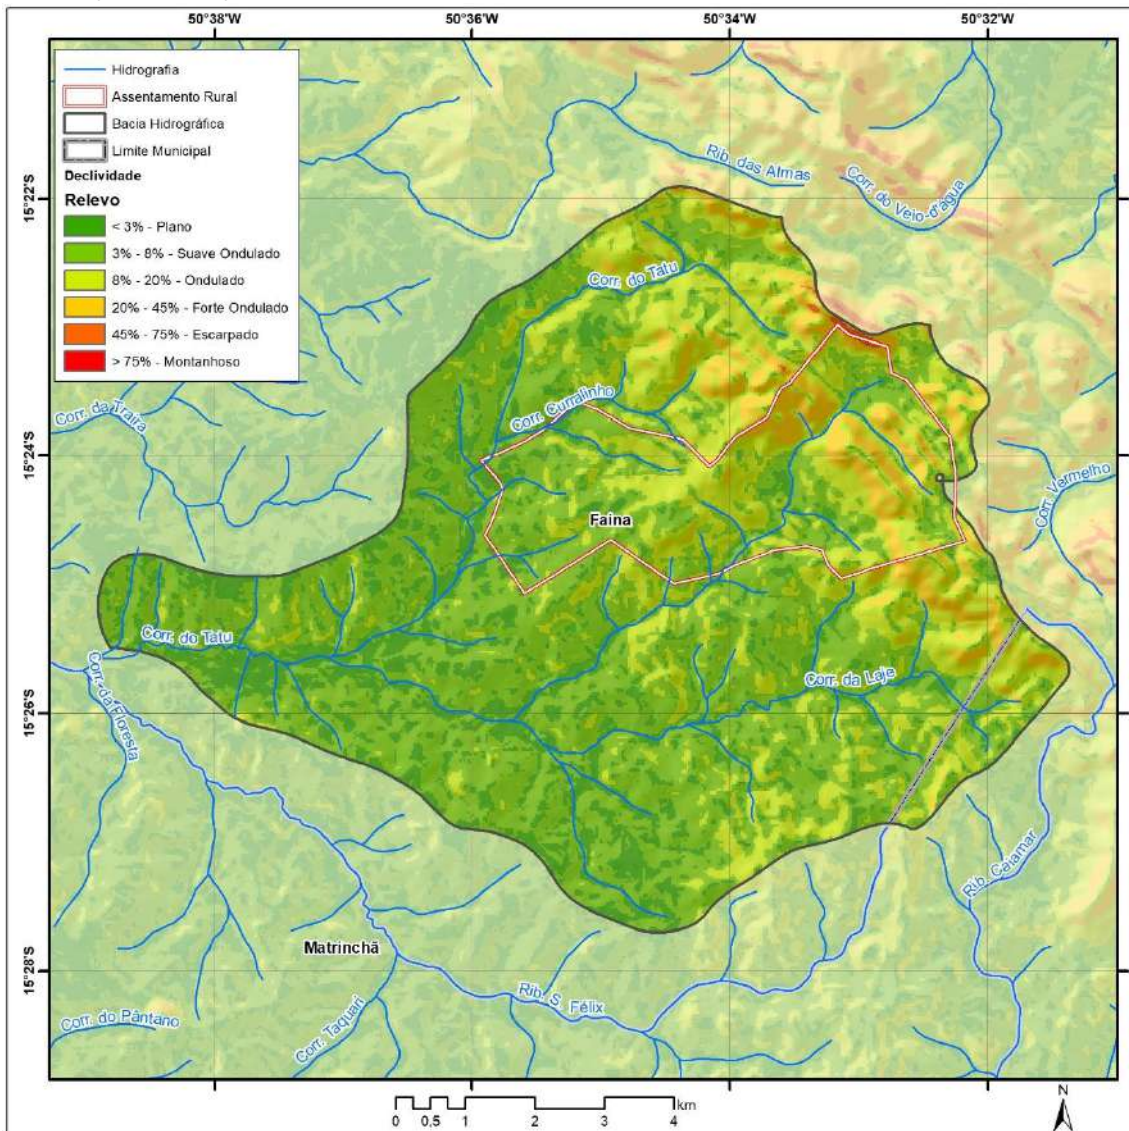 50°38'W 50°36'W 50°34'W 50°32'W
Hidrografia
Assentamento Rural
Bacia Hidrográfica
Limite Municipal
Declividade
Relevo
< 3% - Plano
3% - 8% - Suave Ondulado
8% - 20% - Ondulado
20% - 45% - Forte Ondulado
45% - 75% - Escarpado
> 75% - Montanhoso
Rib. das Almas
Corr. do Veio-d'água
15°22'S
Corr. do Tatu
Corr. Curralinho
Corr. da Traíra
15°24'S
Corr. Vermelho
Faina
Corr. do Tatu
Corr. da Floresta
Corr. da Laje
15°26'S
Rib. Caiamar
Matrinchã
15°28'S
Rib. S. Félix
Corr. do Pântano
Corr. Taquari
km
0 0,5 1 2 3 4
N